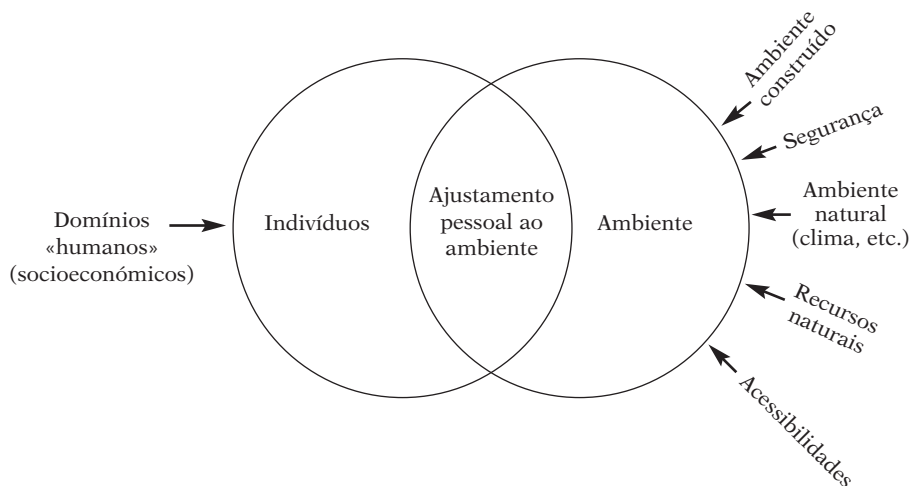 Domínios
«humanos»
(socioeconómicos)
Indivíduos
Ajustamento
pessoal ao
ambiente
Ambiente
Ambiente
construído
Segurança
Ambiente
natural
(clima, etc.)
Recursos
naturais
Acessibilidades